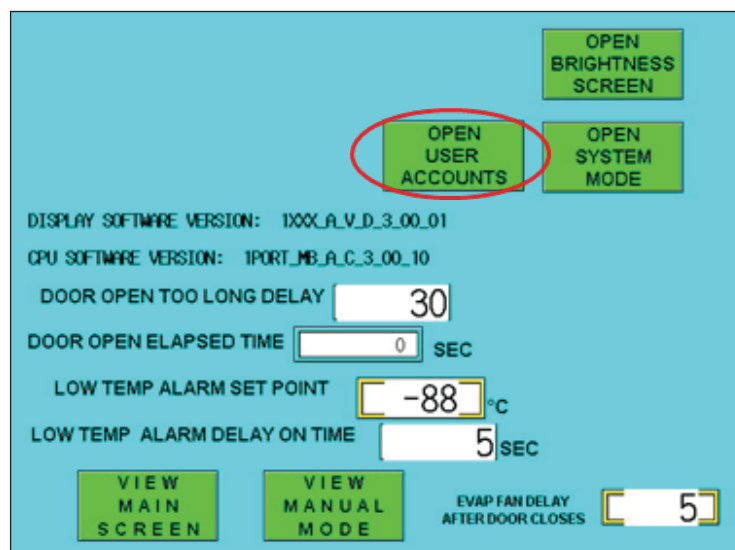 OPEN
BRIGHTNESS
SCREEN
OPEN
USER
ACCOUNTS
OPEN
SYSTEM
MODE
DISPLAY SOFTWARE VERSION: 1XXX_A_V_D_3_00_01
CPU SOFTWARE VERSION: 1PORT_MB_A_C_3_00_10
DOOR OPEN TOO LONG DELAY 30
DOOR OPEN ELAPSED TIME 0 SEC
LOW TEMP ALARM SET POINT -88 °C
LOW TEMP ALARM DELAY ON TIME 5 SEC
VIEW
MAIN
SCREEN
VIEW
MANUAL
MODE
EVAP FAN DELAY
AFTER DOOR CLOSES
5